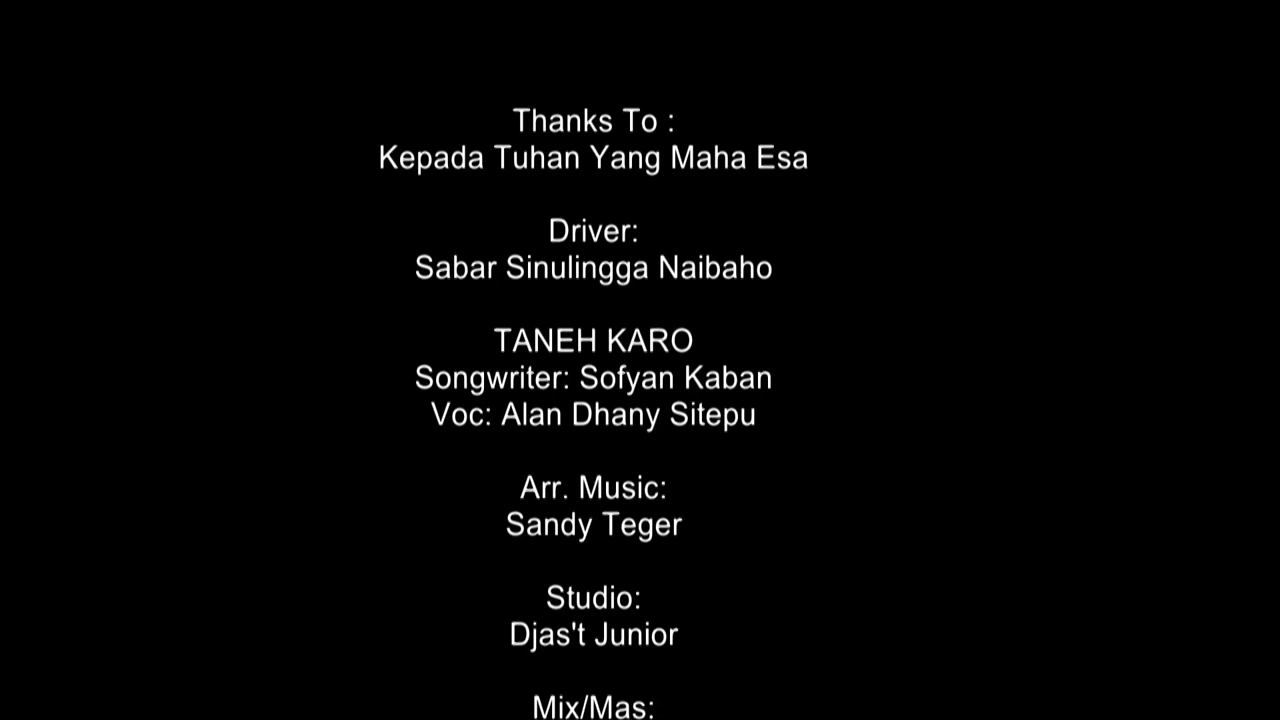 Thanks To :
Kepada Tuhan Yang Maha Esa
Driver:
Sabar Sinulingga Naibaho
TANEH KARO
Songwriter: Sofyan Kaban
Voc: Alan Dhany Sitepu
Arr. Music:
Sandy Teger
Studio:
Djas't Junior
Mix/Mas: